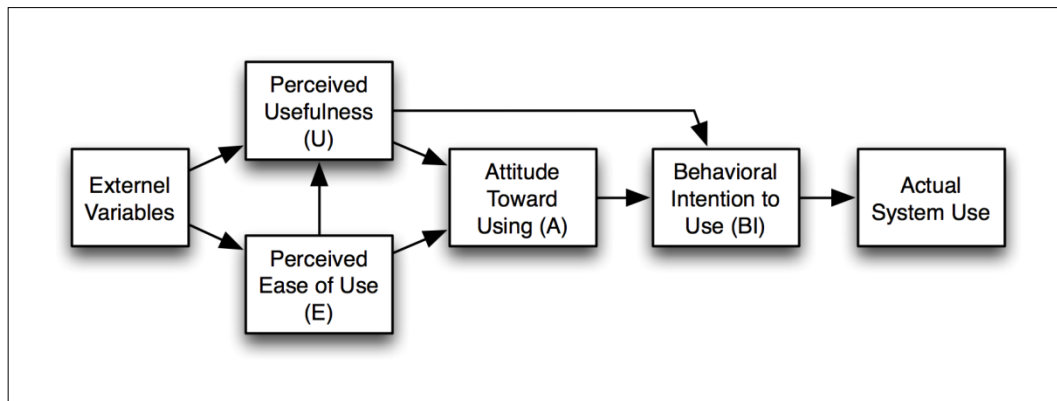 Externel
Variables
Perceived
Usefulness
(U)
Perceived
Ease of Use
(E)
Attitude
Toward
Using (A)
Behavioral
Intention to
Use (BI)
Actual
System Use